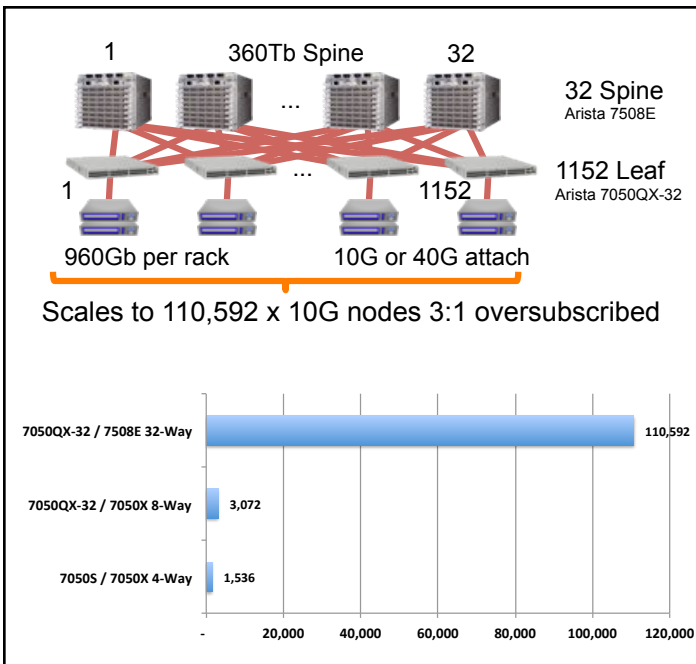 1 360Tb Spine 32
32 Spine
Arista 7508E
...
...
1 1152
1152 Leaf
Arista 7050QX-32
960Gb per rack 10G or 40G attach
Scales to 110,592 x 10G nodes 3:1 oversubscribed
7050QX-32 / 7508E 32-Way 110,592
7050QX-32 / 7050X 8-Way 3,072
7050S / 7050X 4-Way 1,536
- 20,000 40,000 60,000 80,000 100,000 120,000